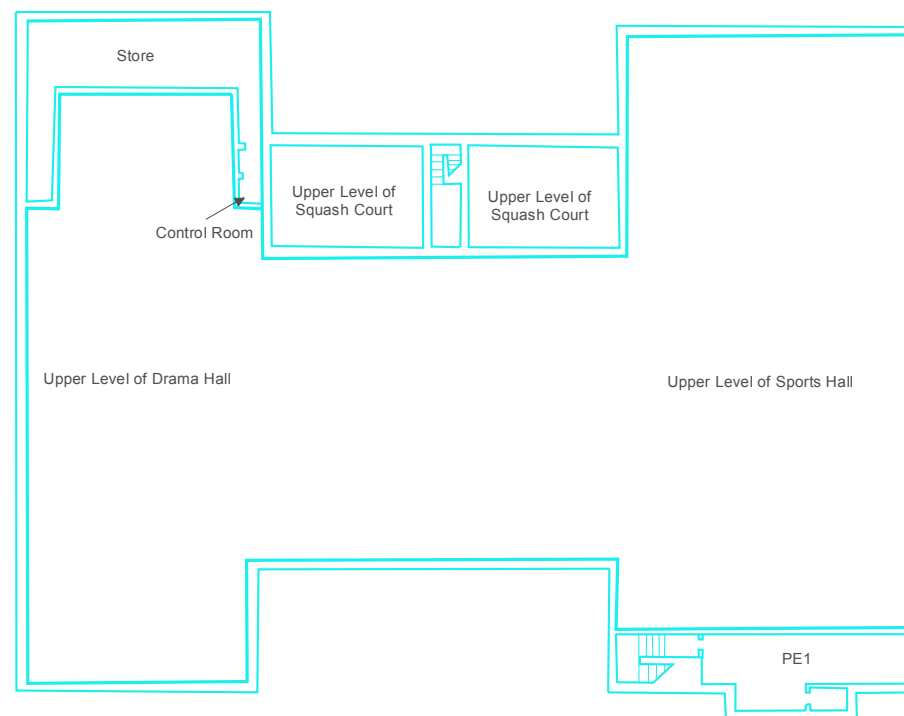 Store
Upper Level of
Squash Court
Upper Level of
Squash Court
Control Room
Upper Level of Drama Hall
Upper Level of Sports Hall
PE1